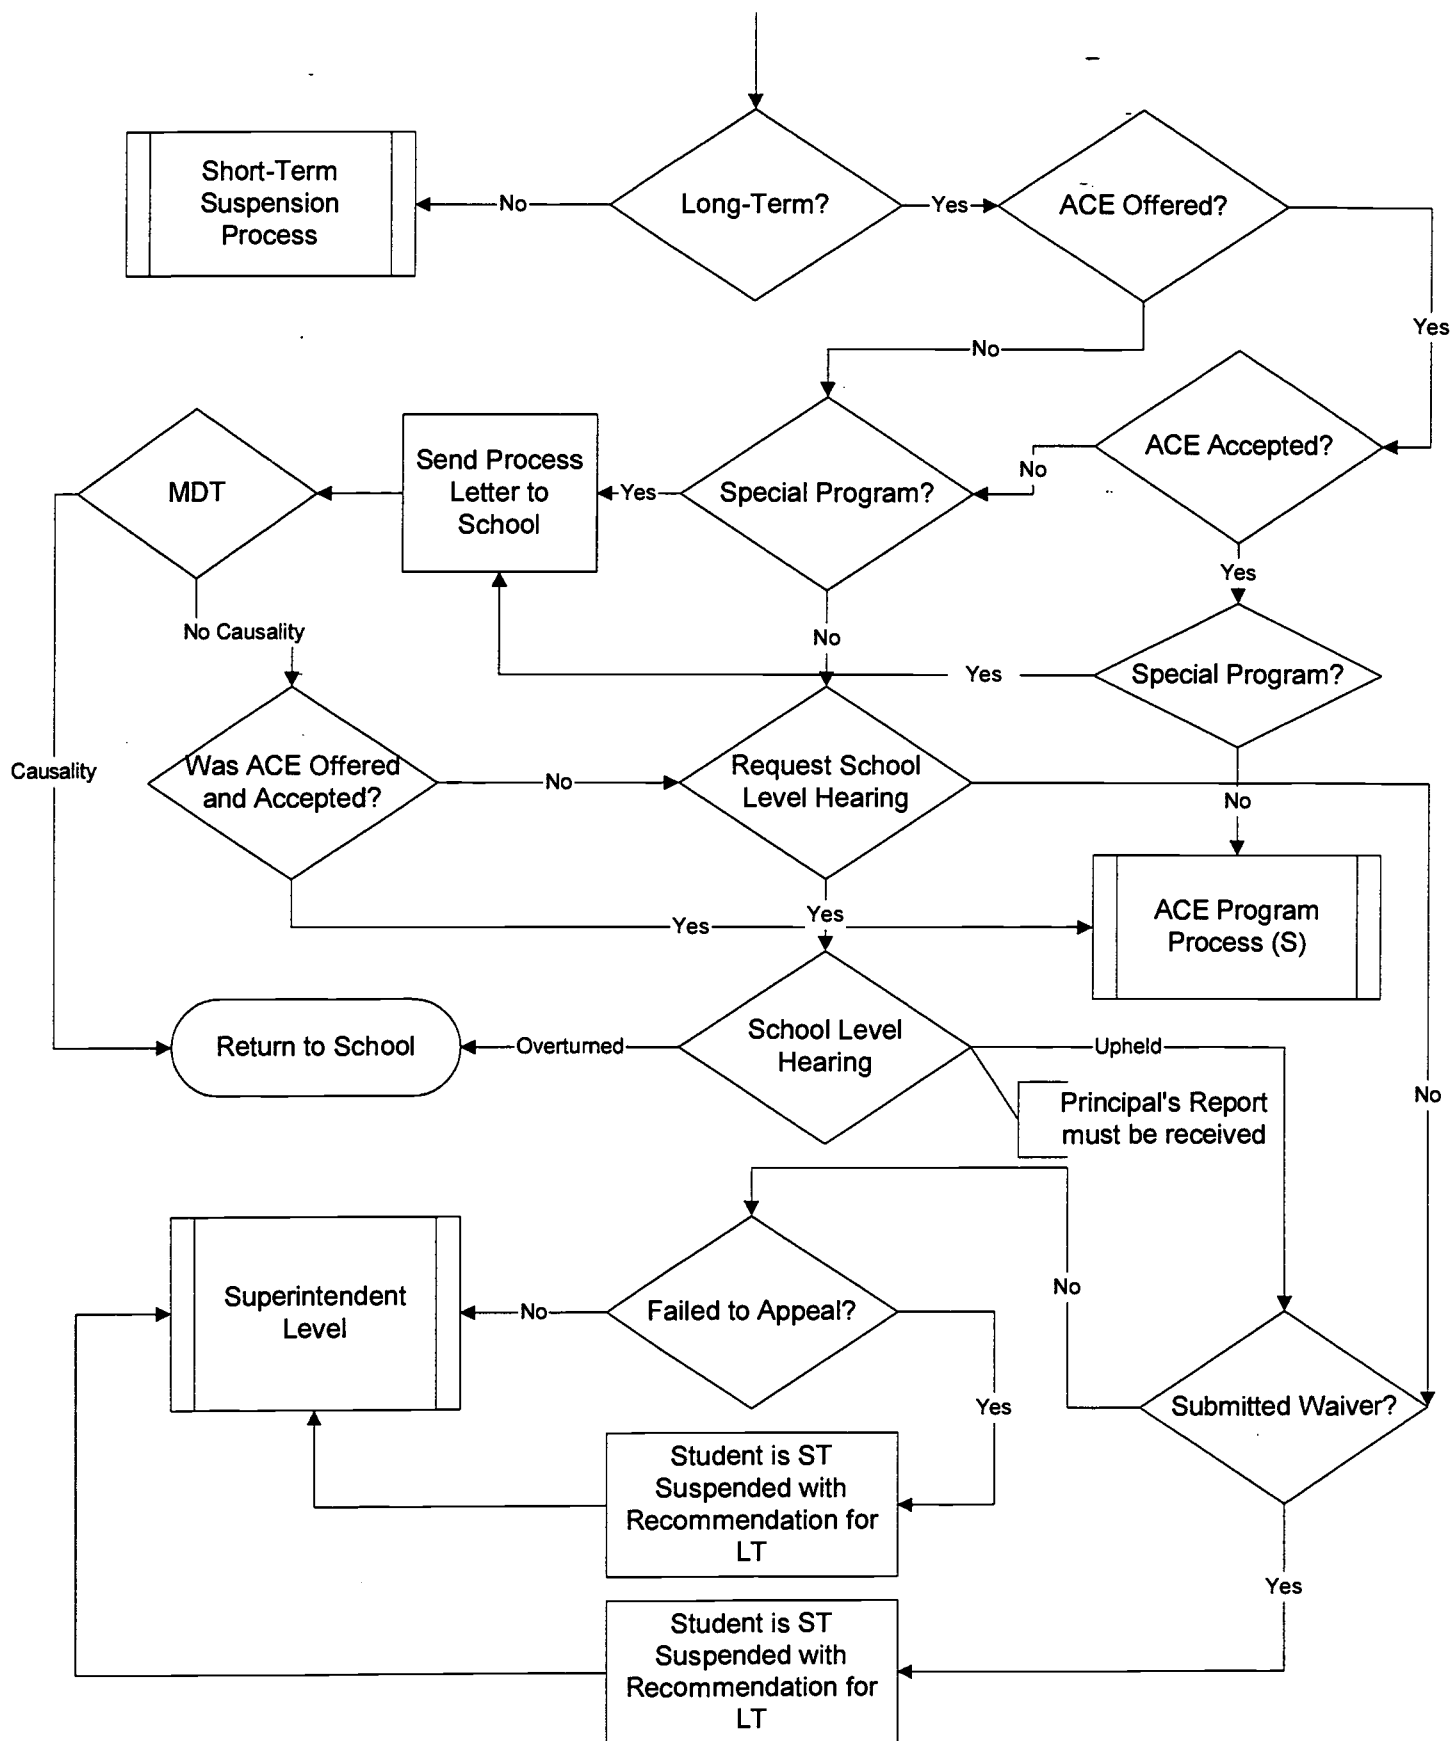 Short-Term
Suspension
Process
No
Long-Term?
Yes
ACE Offered?
Yes
No
MDT
Send Process
Letter to
School
Yes
Special Program?
No
ACE Accepted?
Yes
No Causality
No
Yes
Special Program?
Causality
Was ACE Offered
and Accepted?
No
Request School
Level Hearing
No
Yes
Yes
ACE Program
Process (S)
Return to School
Overturned
School Level
Hearing
Upheld
No
Principal's Report
must be received
Superintendent
Level
No
Failed to Appeal?
No
Yes
Submitted Waiver?
Student is ST
Suspended with
Recommendation for
LT
Yes
Student is ST
Suspended with
Recommendation for
LT